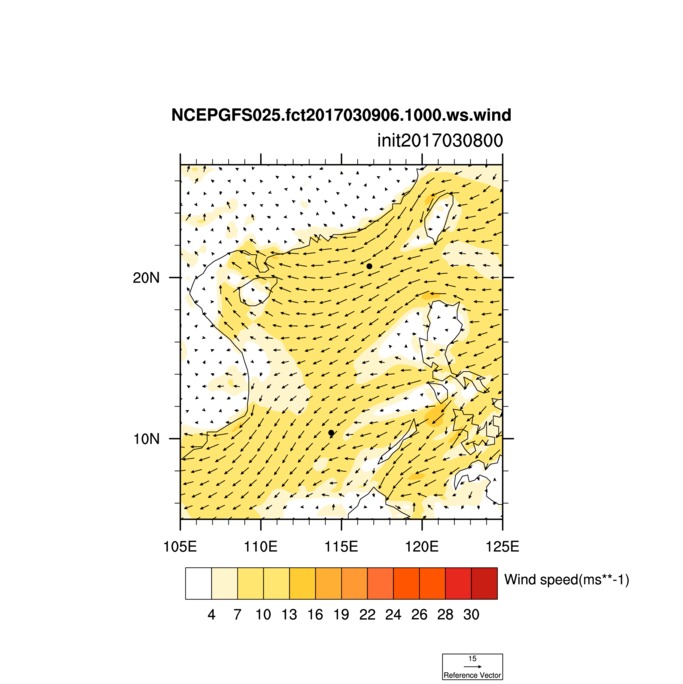 NCEPGFS025.fct2017030906.1000.ws.wind
init2017030800
20N
10N
105E 110E 115E 120E 125E
Wind speed(ms**-1)
4 7 10 13 16 19 22 24 26 28 30
15
Reference Vector